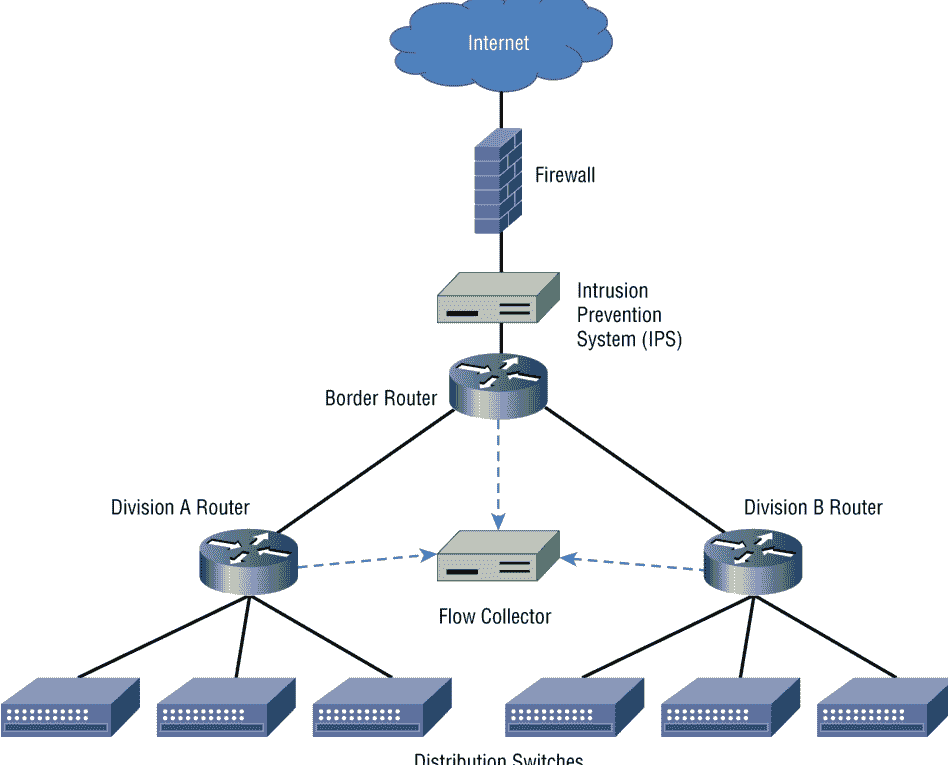 Internet
Firewall
Intrusion
Prevention
System (IPS)
Border Router
Division A Router
Division B Router
Flow Collector
Distribution Switches